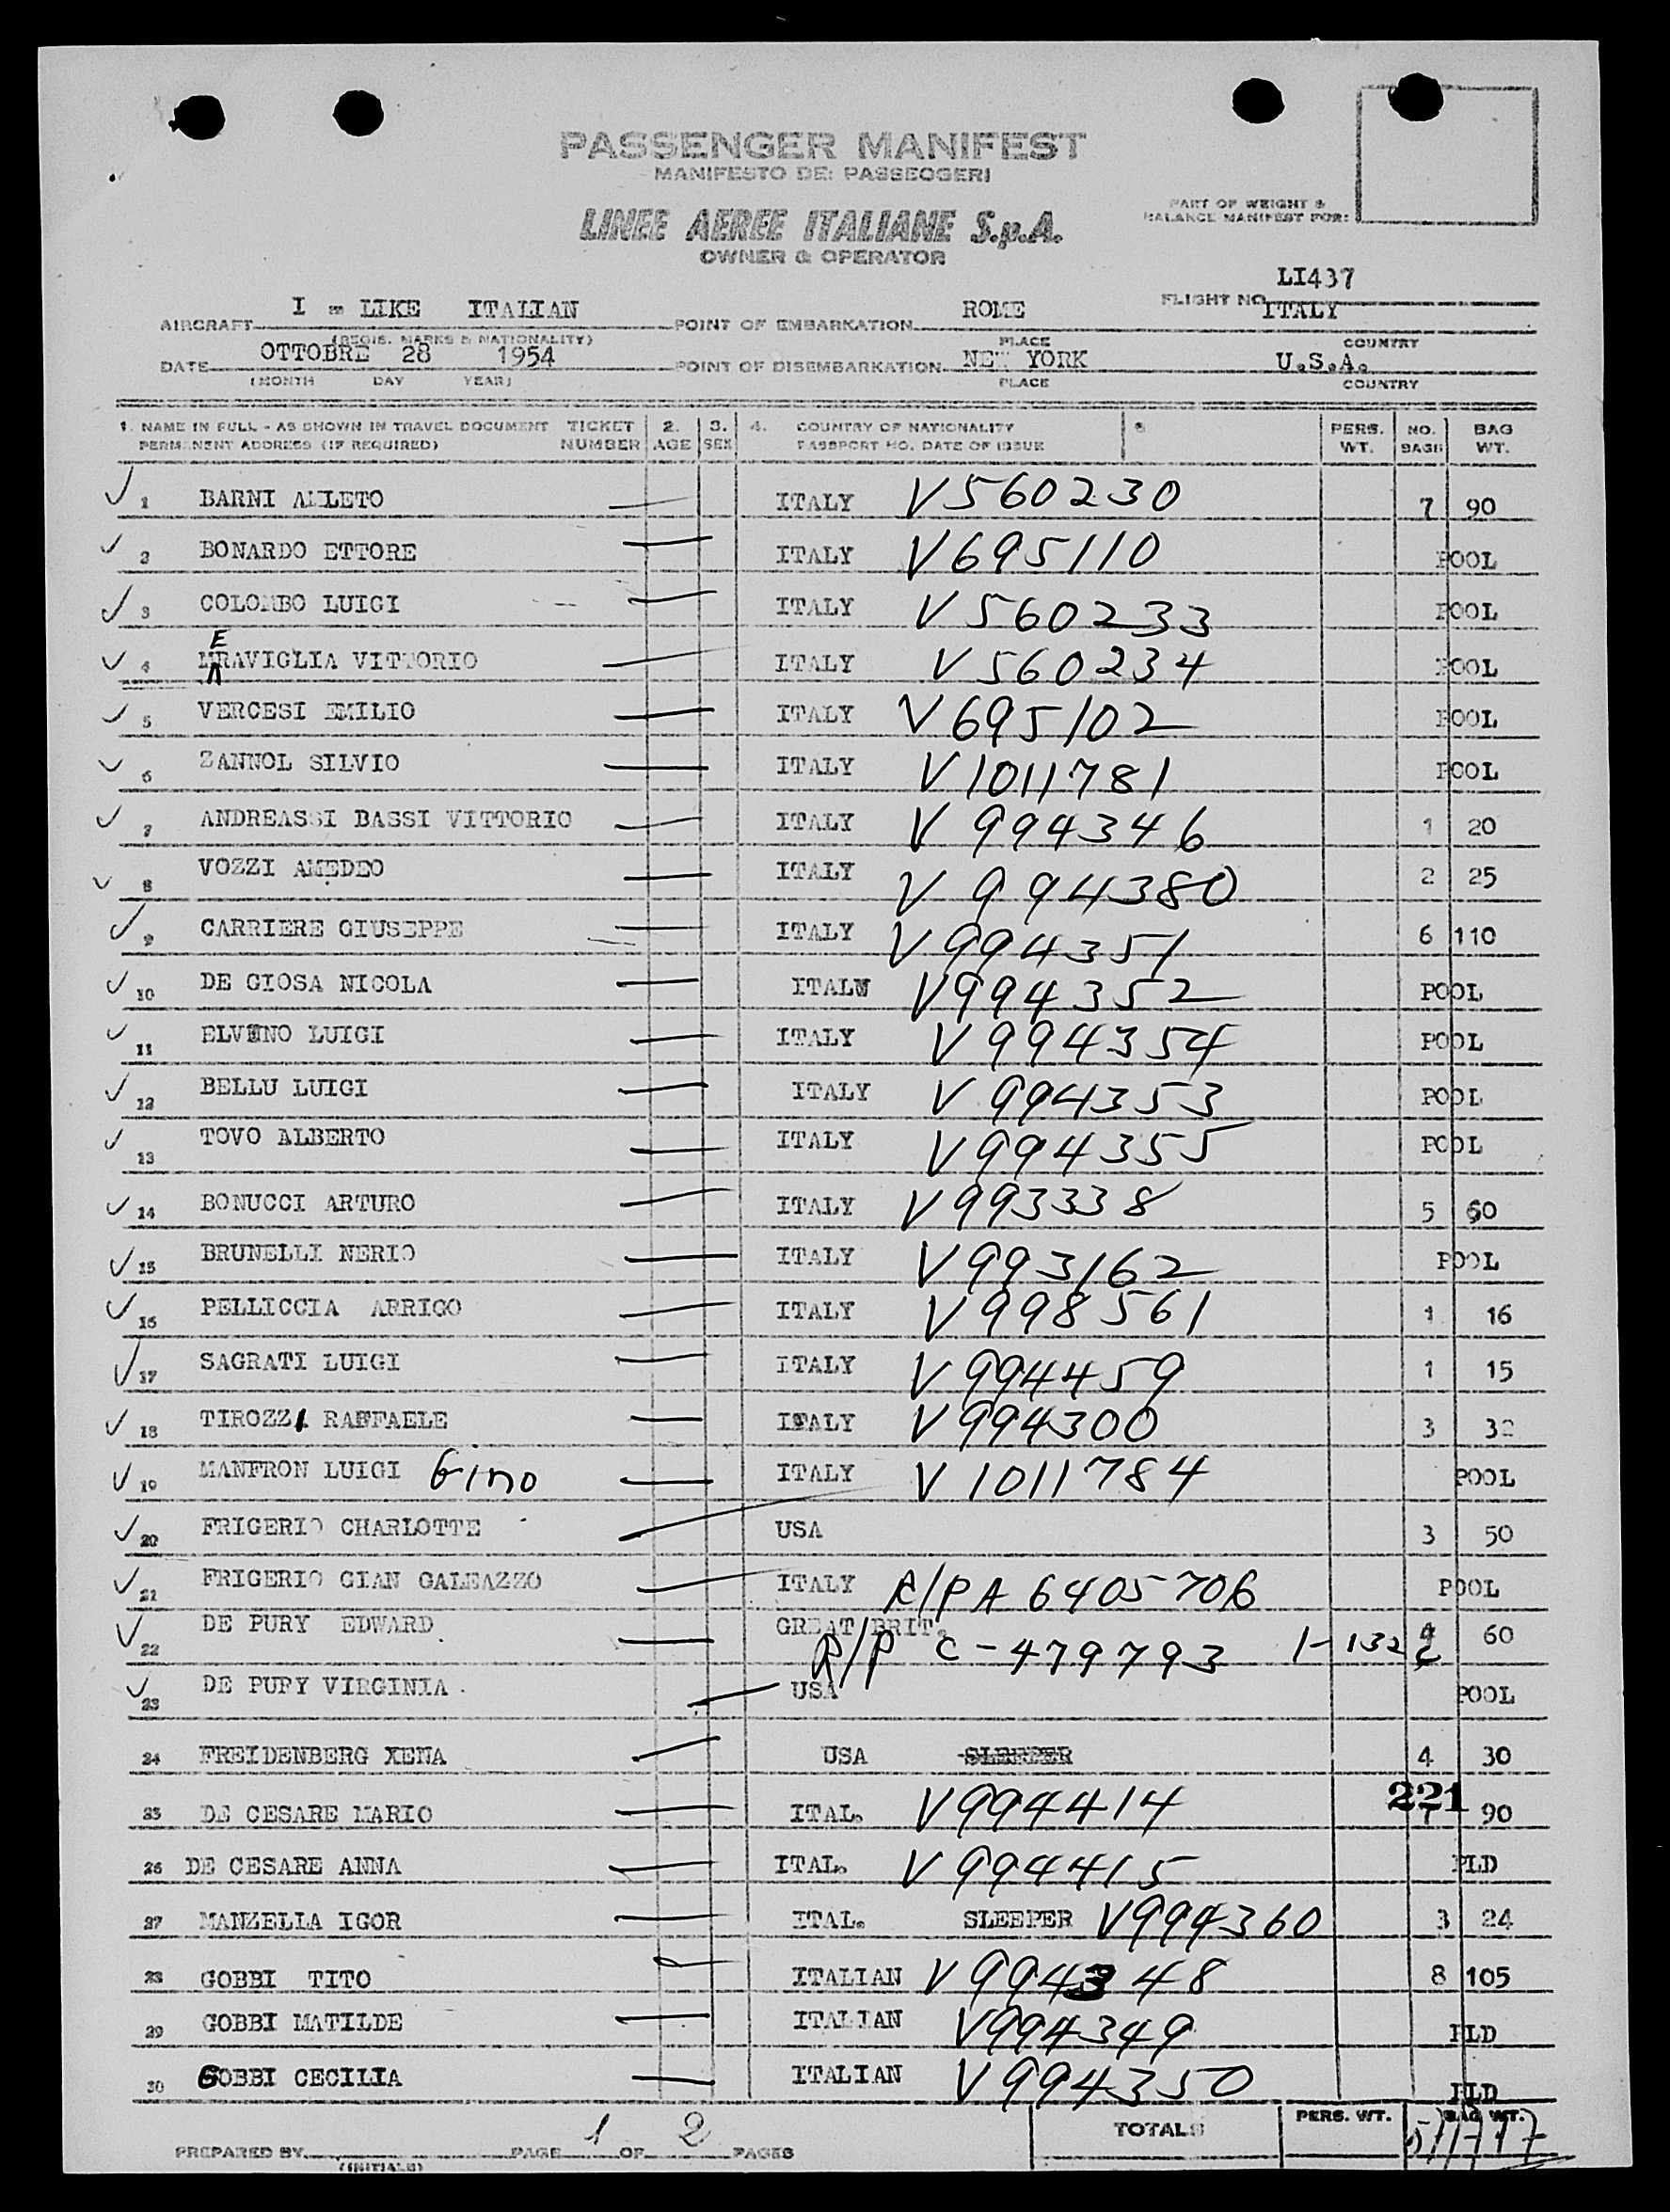 PASSENGER MANIFEST
MANIFESTO DEI PASSEGGERI
PART OF WEIGHT &
BALANCE MANIFEST FOR:
LINEE AEREE ITALIANE S.p.A.
OWNER & OPERATOR
LI437
FLIGHT NO.
AIRCRAFT I - LIKE ITALIAN POINT OF EMBARKATION ROME ITALY
(REGIS. MARKS & NATIONALITY) PLACE COUNTRY
DATE OTTOBRE 28 1954 POINT OF DISEMBARKATION NEW YORK U.S.A.
(MONTH DAY YEAR) PLACE COUNTRY
1. NAME IN FULL - AS SHOWN IN TRAVEL DOCUMENT TICKET 2. 3. 4. COUNTRY OF NATIONALITY 5. PERS. NO. BAG
PERMANENT ADDRESS (IF REQUIRED) NUMBER AGE SEX PASSPORT NO. DATE OF ISSUE WT. BAGS WT.
1 BARNI ALLETO ITALY V560230 7 90
2 BONARDO ETTORE ITALY V695110 POOL
3 COLOMBO LUIGI ITALY V560233 POOL
4 MERAVIGLIA VITTORIO ITALY V560234 POOL
5 VERCESI EMILIO ITALY V695102 POOL
6 ZANNOL SILVIO ITALY V1011781 POOL
7 ANDREASSI BASSI VITTORIO ITALY V994346 1 20
8 VOZZI AMEDEO ITALY V994380 2 25
9 CARRIERE GIUSEPPE ITALY V994351 6 110
10 DE GIOSA NICOLA ITALY V994352 POOL
11 ELVENO LUIGI ITALY V994354 POOL
12 BELLU LUIGI ITALY V994353 POOL
13 TOVO ALBERTO ITALY V994355 POOL
14 BONUCCI ARTURO ITALY V993338 5 60
15 BRUNELLI NERIO ITALY V993162 POOL
16 PELLICCIA ARRIGO ITALY V998561 1 16
17 SAGRATI LUIGI ITALY V994459 1 15
18 TIROZZI RAFFAELE ITALY V994300 3 32
19 MANFRON LUIGI Gino ITALY V1011784 POOL
20 FRIGERIO CHARLOTTE USA 3 50
21 FRIGERIO GIAN GALEAZZO ITALY R/P A6405706 POOL
22 DE PURY EDWARD GREAT BRIT. R/P C-479793 1-132 60
23 DE PURY VIRGINIA USA POOL
24 FREIDENBERG XENA USA SLEEPER 4 30
221
25 DE CESARE MARIO ITAL. V994414 7 90
26 DE CESARE ANNA ITAL. V994415 PLD
27 MANZELLA IGOR ITAL. SLEEPER V994360 3 24
28 GOBBI TITO ITALIAN V994348 8 105
29 GOBBI MATILDE ITALIAN V994349 PLD
30 GOBBI CECILIA ITALIAN V994350 PLD
TOTALS PERS. WT. BAG WT.
PREPARED BY PAGE 1 OF 2 PAGES
(INITIALS)